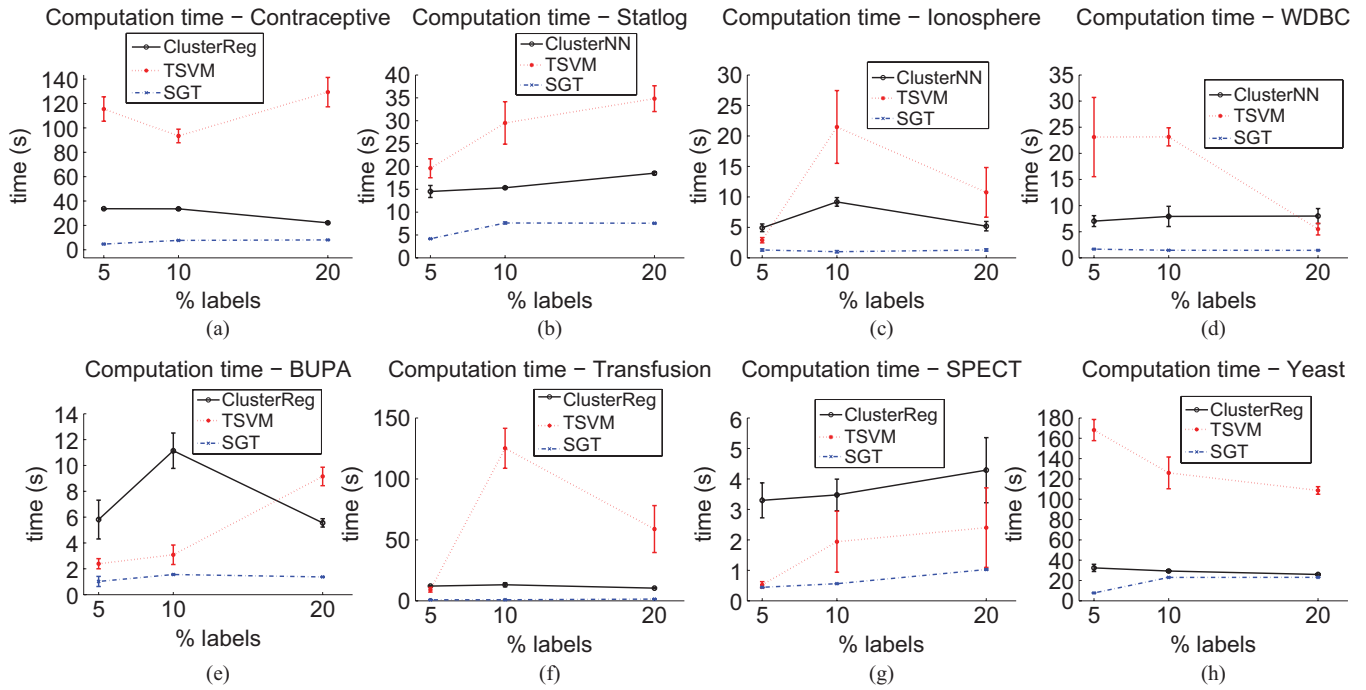 Computation time − Contraceptive
ClusterReg
TSVM
SGT
140
120
100
80
60
40
20
0
time (s)
5 10 20
% labels
(a)
Computation time − Statlog
ClusterNN
TSVM
SGT
40
35
30
25
20
15
10
5
0
time (s)
5 10 20
% labels
(b)
Computation time − Ionosphere
ClusterNN
TSVM
SGT
30
25
20
15
10
5
0
time (s)
5 10 20
% labels
(c)
Computation time − WDBC
ClusterNN
TSVM
SGT
35
30
25
20
15
10
5
0
time (s)
5 10 20
% labels
(d)
Computation time − BUPA
ClusterReg
TSVM
SGT
14
12
10
8
6
4
2
0
time (s)
5 10 20
% labels
(e)
Computation time − Transfusion
ClusterReg
TSVM
SGT
150
100
50
0
time (s)
5 10 20
% labels
(f)
Computation time − SPECT
ClusterReg
TSVM
SGT
6
5
4
3
2
1
0
time (s)
5 10 20
% labels
(g)
Computation time − Yeast
ClusterReg
TSVM
SGT
180
160
140
120
100
80
60
40
20
0
time (s)
5 10 20
% labels
(h)